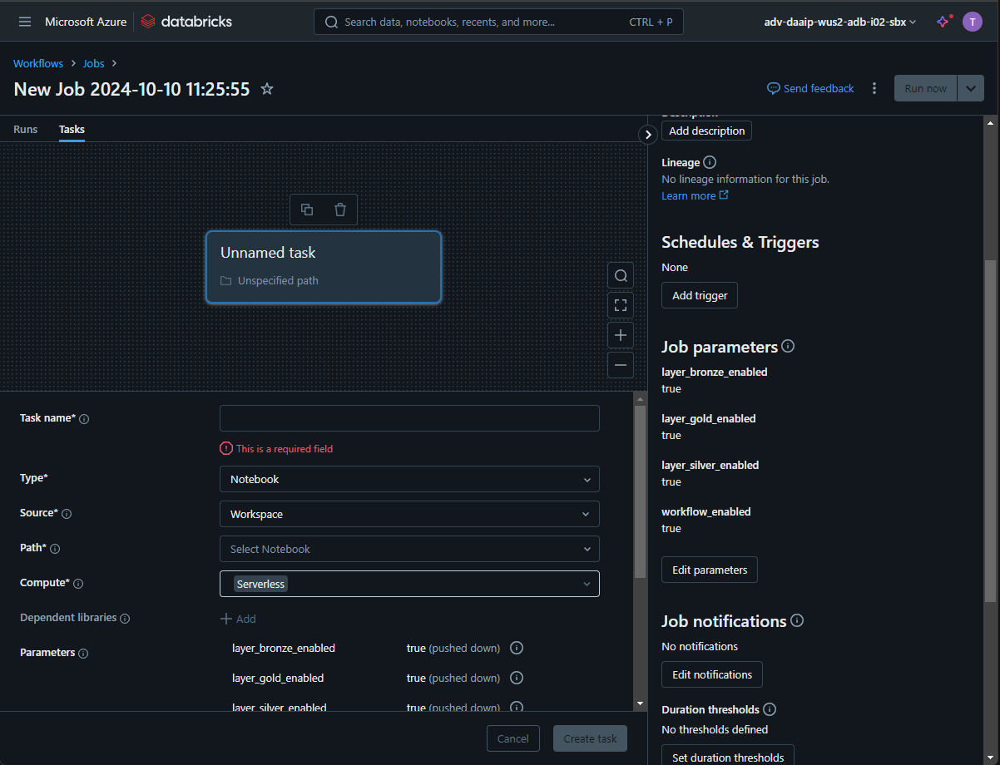 Microsoft Azure
databricks
Search data, notebooks, recents, and more...
CTRL + P
adv-daaip-wus2-adb-i02-sbx
T
Workflows
Jobs
New Job 2024-10-10 11:25:55
Send feedback
Run now
Runs
Tasks
Unnamed task
Unspecified path
Task name*
This is a required field
Type*
Notebook
Source*
Workspace
Path*
Select Notebook
Compute*
Serverless
Dependent libraries
Add
Parameters
layer_bronze_enabled
true (pushed down)
layer_gold_enabled
true (pushed down)
layer_silver_enabled
true (pushed down)
Cancel
Create task
Description
Add description
Lineage
No lineage information for this job.
Learn more
Schedules & Triggers
None
Add trigger
Job parameters
layer_bronze_enabled
true
layer_gold_enabled
true
layer_silver_enabled
true
workflow_enabled
true
Edit parameters
Job notifications
No notifications
Edit notifications
Duration thresholds
No thresholds defined
Set duration thresholds